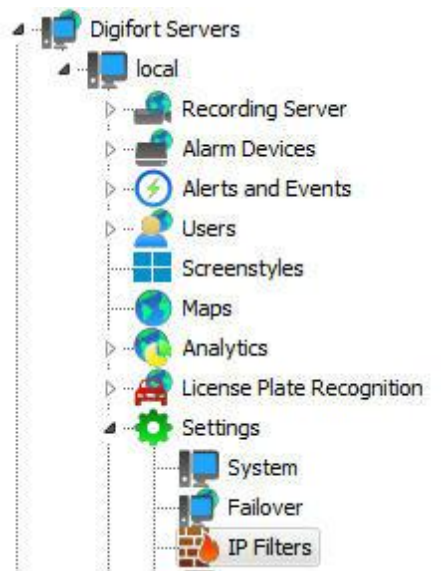 Digifort Servers
local
Recording Server
Alarm Devices
Alerts and Events
Users
Screenstyles
Maps
Analytics
License Plate Recognition
Settings
System
Failover
IP Filters